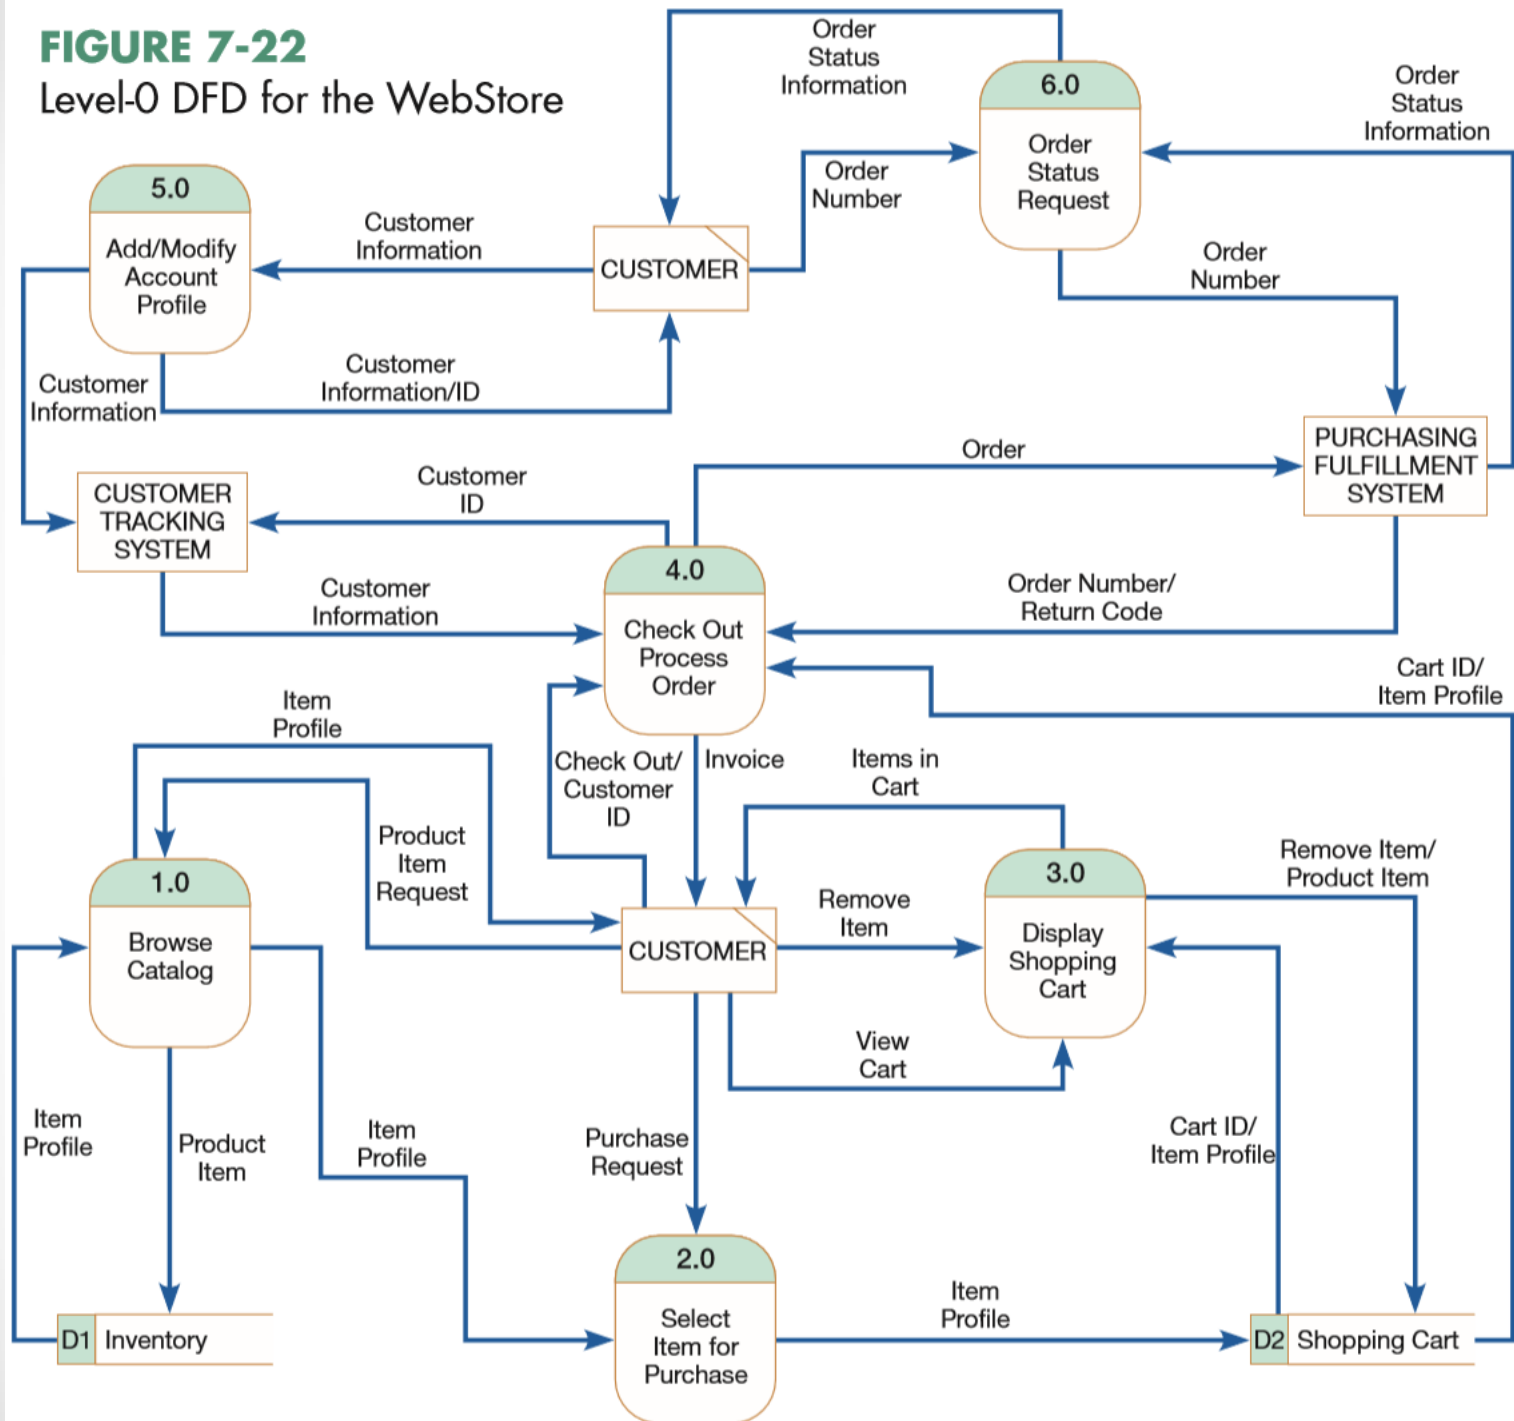 FIGURE 7-22
Level-0 DFD for the WebStore
Order
Status
Information
6.0
Order
Status
Request
Order
Status
Information
Order
Number
5.0
Add/Modify
Account
Profile
Customer
Information
CUSTOMER
Order
Number
Customer
Information/ID
Customer
Information
PURCHASING
FULFILLMENT
SYSTEM
Order
CUSTOMER
TRACKING
SYSTEM
Customer
ID
4.0
Check Out
Process
Order
Customer
Information
Order Number/
Return Code
Cart ID/
Item Profile
Item
Profile
Check Out/
Customer
ID
Invoice
Items in
Cart
Product
Item
Request
1.0
Browse
Catalog
CUSTOMER
Remove
Item
3.0
Display
Shopping
Cart
Remove Item/
Product Item
View
Cart
Item
Profile
Product
Item
Item
Profile
Purchase
Request
Cart ID/
Item Profile
2.0
Select
Item for
Purchase
Item
Profile
D1 Inventory
D2 Shopping Cart